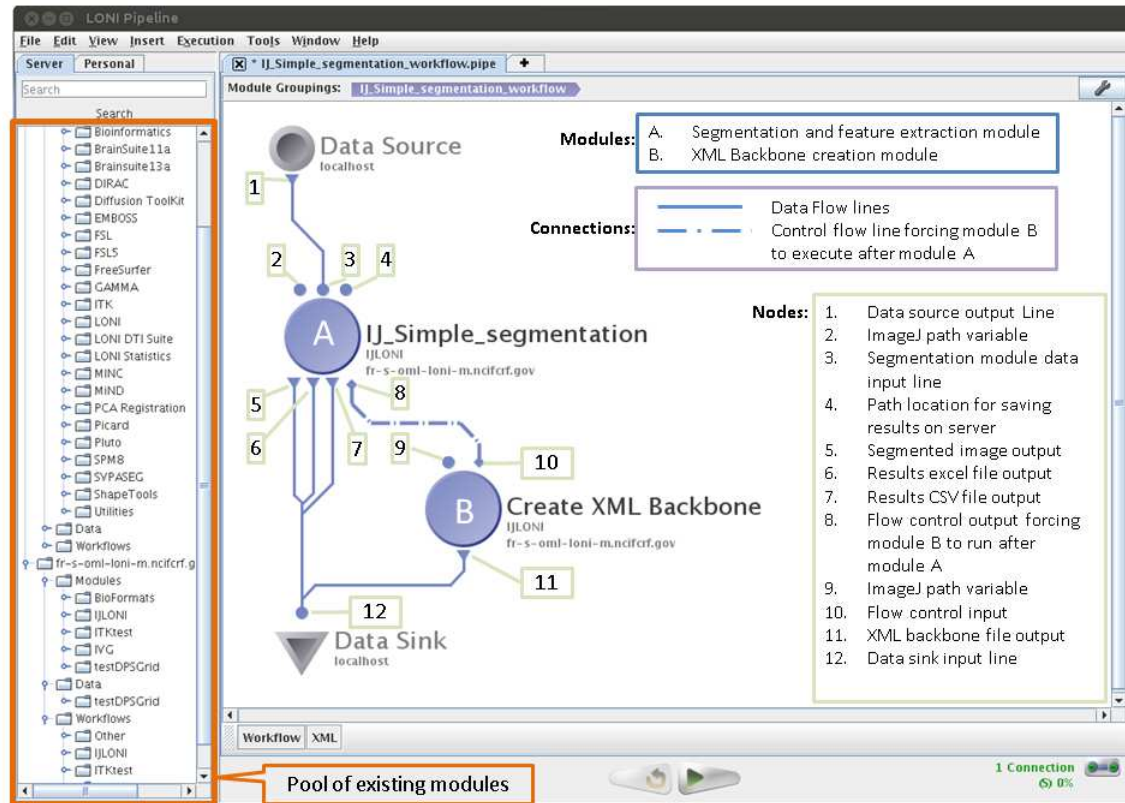 LONI Pipeline
File Edit View Insert Execution Tools Window Help
Server Personal
* IJ_Simple_segmentation_workflow.pipe
Search
Module Groupings: IJ_Simple_segmentation_workflow
Search
Bioinformatics
BrainSuite11a
Brainsuite13a
DIRAC
Diffusion ToolKit
EMBOSS
FSL
FSL5
FreeSurfer
GAMMA
ITK
LONI
LONI DTI Suite
LONI Statistics
MINC
MiND
PCA Registration
Picard
Pluto
SPM8
SVPASEG
ShapeTools
Utilities
Data
Workflows
fr-s-oml-loni-m.ncifcrf.g
Modules
BioFormats
IJLONI
ITKtest
IVG
testDPSGrid
Data
testDPSGrid
Workflows
Other
IJLONI
ITKtest
Data Source
localhost
1
2
3
4
A
IJ_Simple_segmentation
IJLONI
fr-s-oml-loni-m.ncifcrf.gov
5
6
7
8
9
10
B
Create XML Backbone
IJLONI
fr-s-oml-loni-m.ncifcrf.gov
11
12
Data Sink
localhost
Modules:
A. Segmentation and feature extraction module
B. XML Backbone creation module
Connections:
Data Flow lines
Control flow line forcing module B
to execute after module A
Nodes:
1. Data source output Line
2. ImageJ path variable
3. Segmentation module data
input line
4. Path location for saving
results on server
5. Segmented image output
6. Results excel file output
7. Results CSV file output
8. Flow control output forcing
module B to run after
module A
9. ImageJ path variable
10. Flow control input
11. XML backbone file output
12. Data sink input line
Workflow XML
Pool of existing modules
1 Connection
(S) 0%